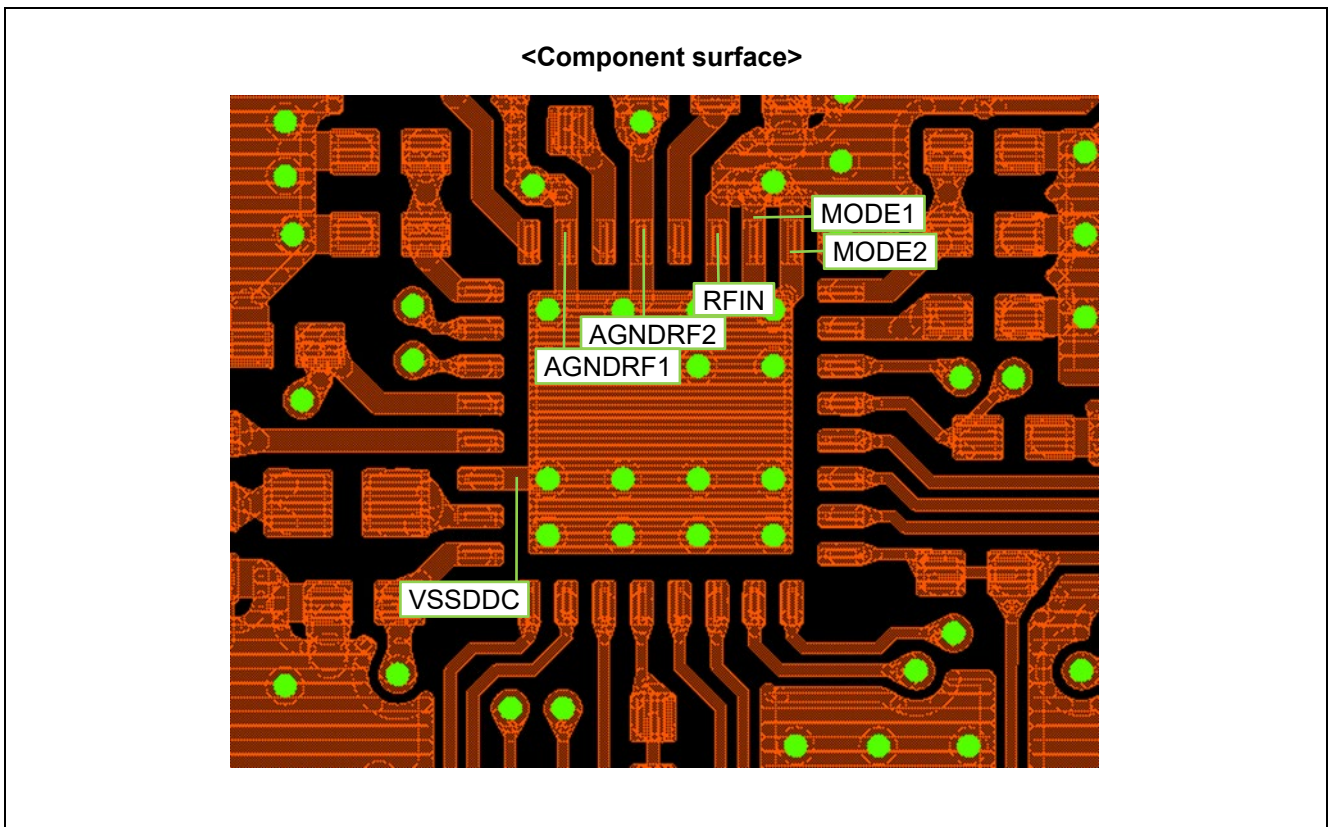 <Component surface>
MODE1
MODE2
RFIN
AGNDRF2
AGNDRF1
VSSDDC